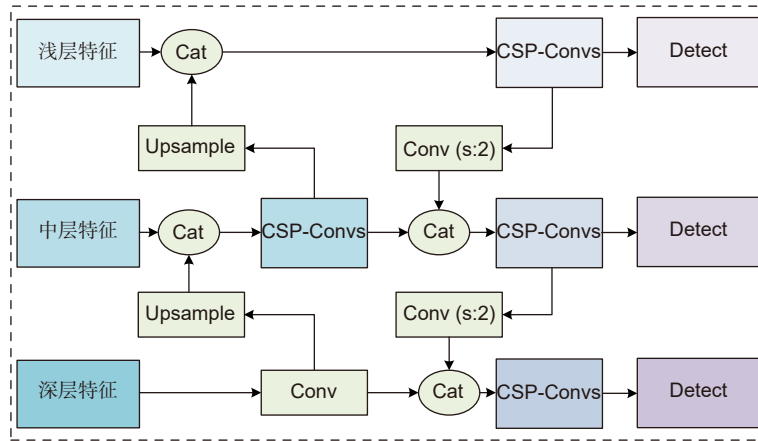 浅层特征
Cat
CSP-Convs
Detect
Upsample
Conv (s:2)
中层特征
Cat
CSP-Convs
Cat
CSP-Convs
Detect
Upsample
Conv (s:2)
深层特征
Conv
Cat
CSP-Convs
Detect